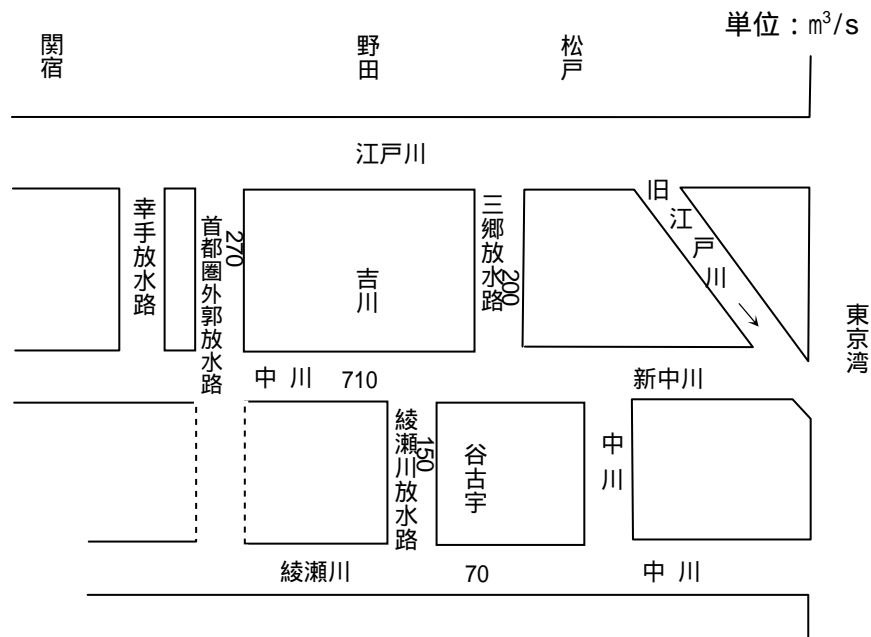 単位：㎥/s
関宿
野田
松戸
江戸川
幸手放水路
首都圏外郭放水路
270
吉川
三郷放水路
200
旧江戸川
東京湾
中川 710
新中川
綾瀬川放水路
150
谷古宇
中川
綾瀬川 70 中川